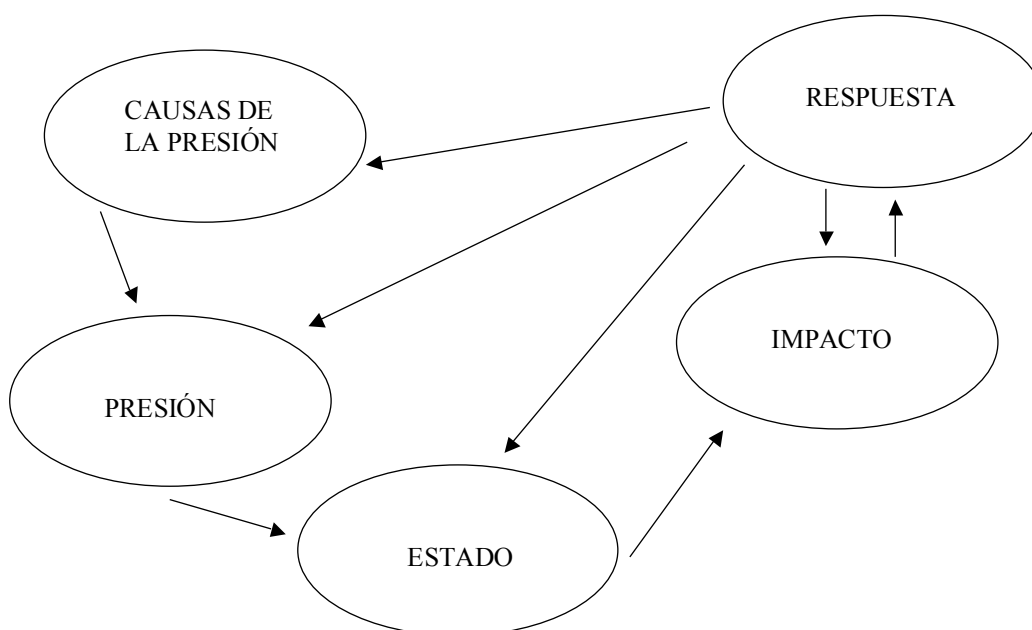 CAUSAS DE
LA PRESIÓN
RESPUESTA
IMPACTO
PRESIÓN
ESTADO